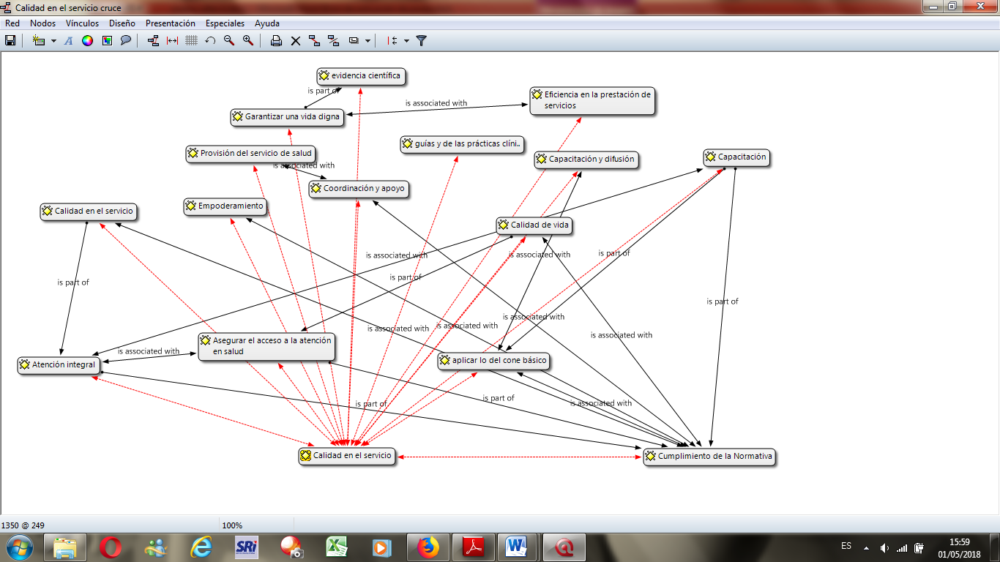 Calidad en el servicio cruce
Red Nodos Vínculos Diseño Presentación Especiales Ayuda
evidencia científica
is part of
Eficiencia en la prestación de
servicios
is associated with
Garantizar una vida digna
guías y de las prácticas clíni..
Provisión del servicio de salud
Capacitación y difusión
Capacitación
is associated with
Coordinación y apoyo
Empoderamiento
Calidad en el servicio
Calidad de vida
is associated with
is associated with
is part of
is part of
is part of
is part of
is associated with
is associated with
is associated with
is associated with
Asegurar el acceso a la atención
en salud
is associated with
is associated with
Atención integral
aplicar lo del cone básico
is part of
is part of
is associated with
Calidad en el servicio
Cumplimiento de la Normativa
1350 @ 249
100%
SRi
ES
15:59
01/05/2018